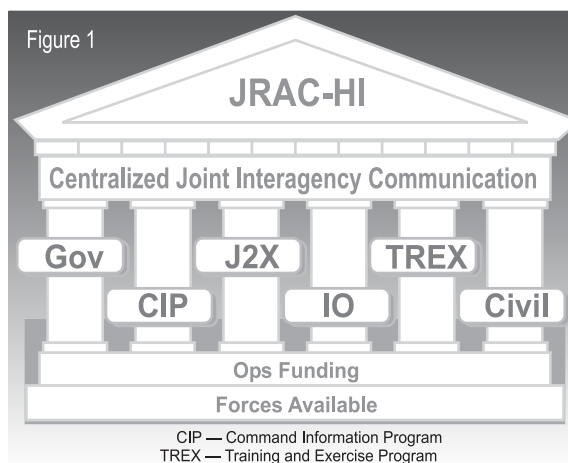 Figure 1
JRAC-HI
Centralized Joint Interagency Communication
Gov
J2X
TREX
CIP
IO
Civil
Ops Funding
Forces Available
CIP — Command Information Program
TREX — Training and Exercise Program